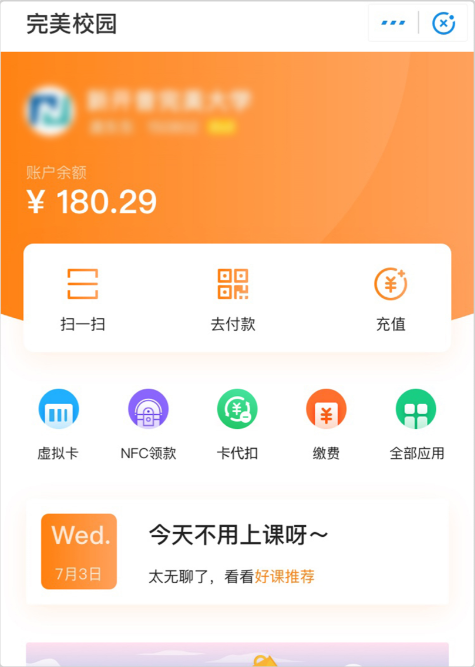 完美校园
账户余额
¥ 180.29
扫一扫
去付款
充值
虚拟卡
NFC领款
卡代扣
缴费
全部应用
Wed.
7月3日
今天不用上课呀～
太无聊了，看看好课推荐